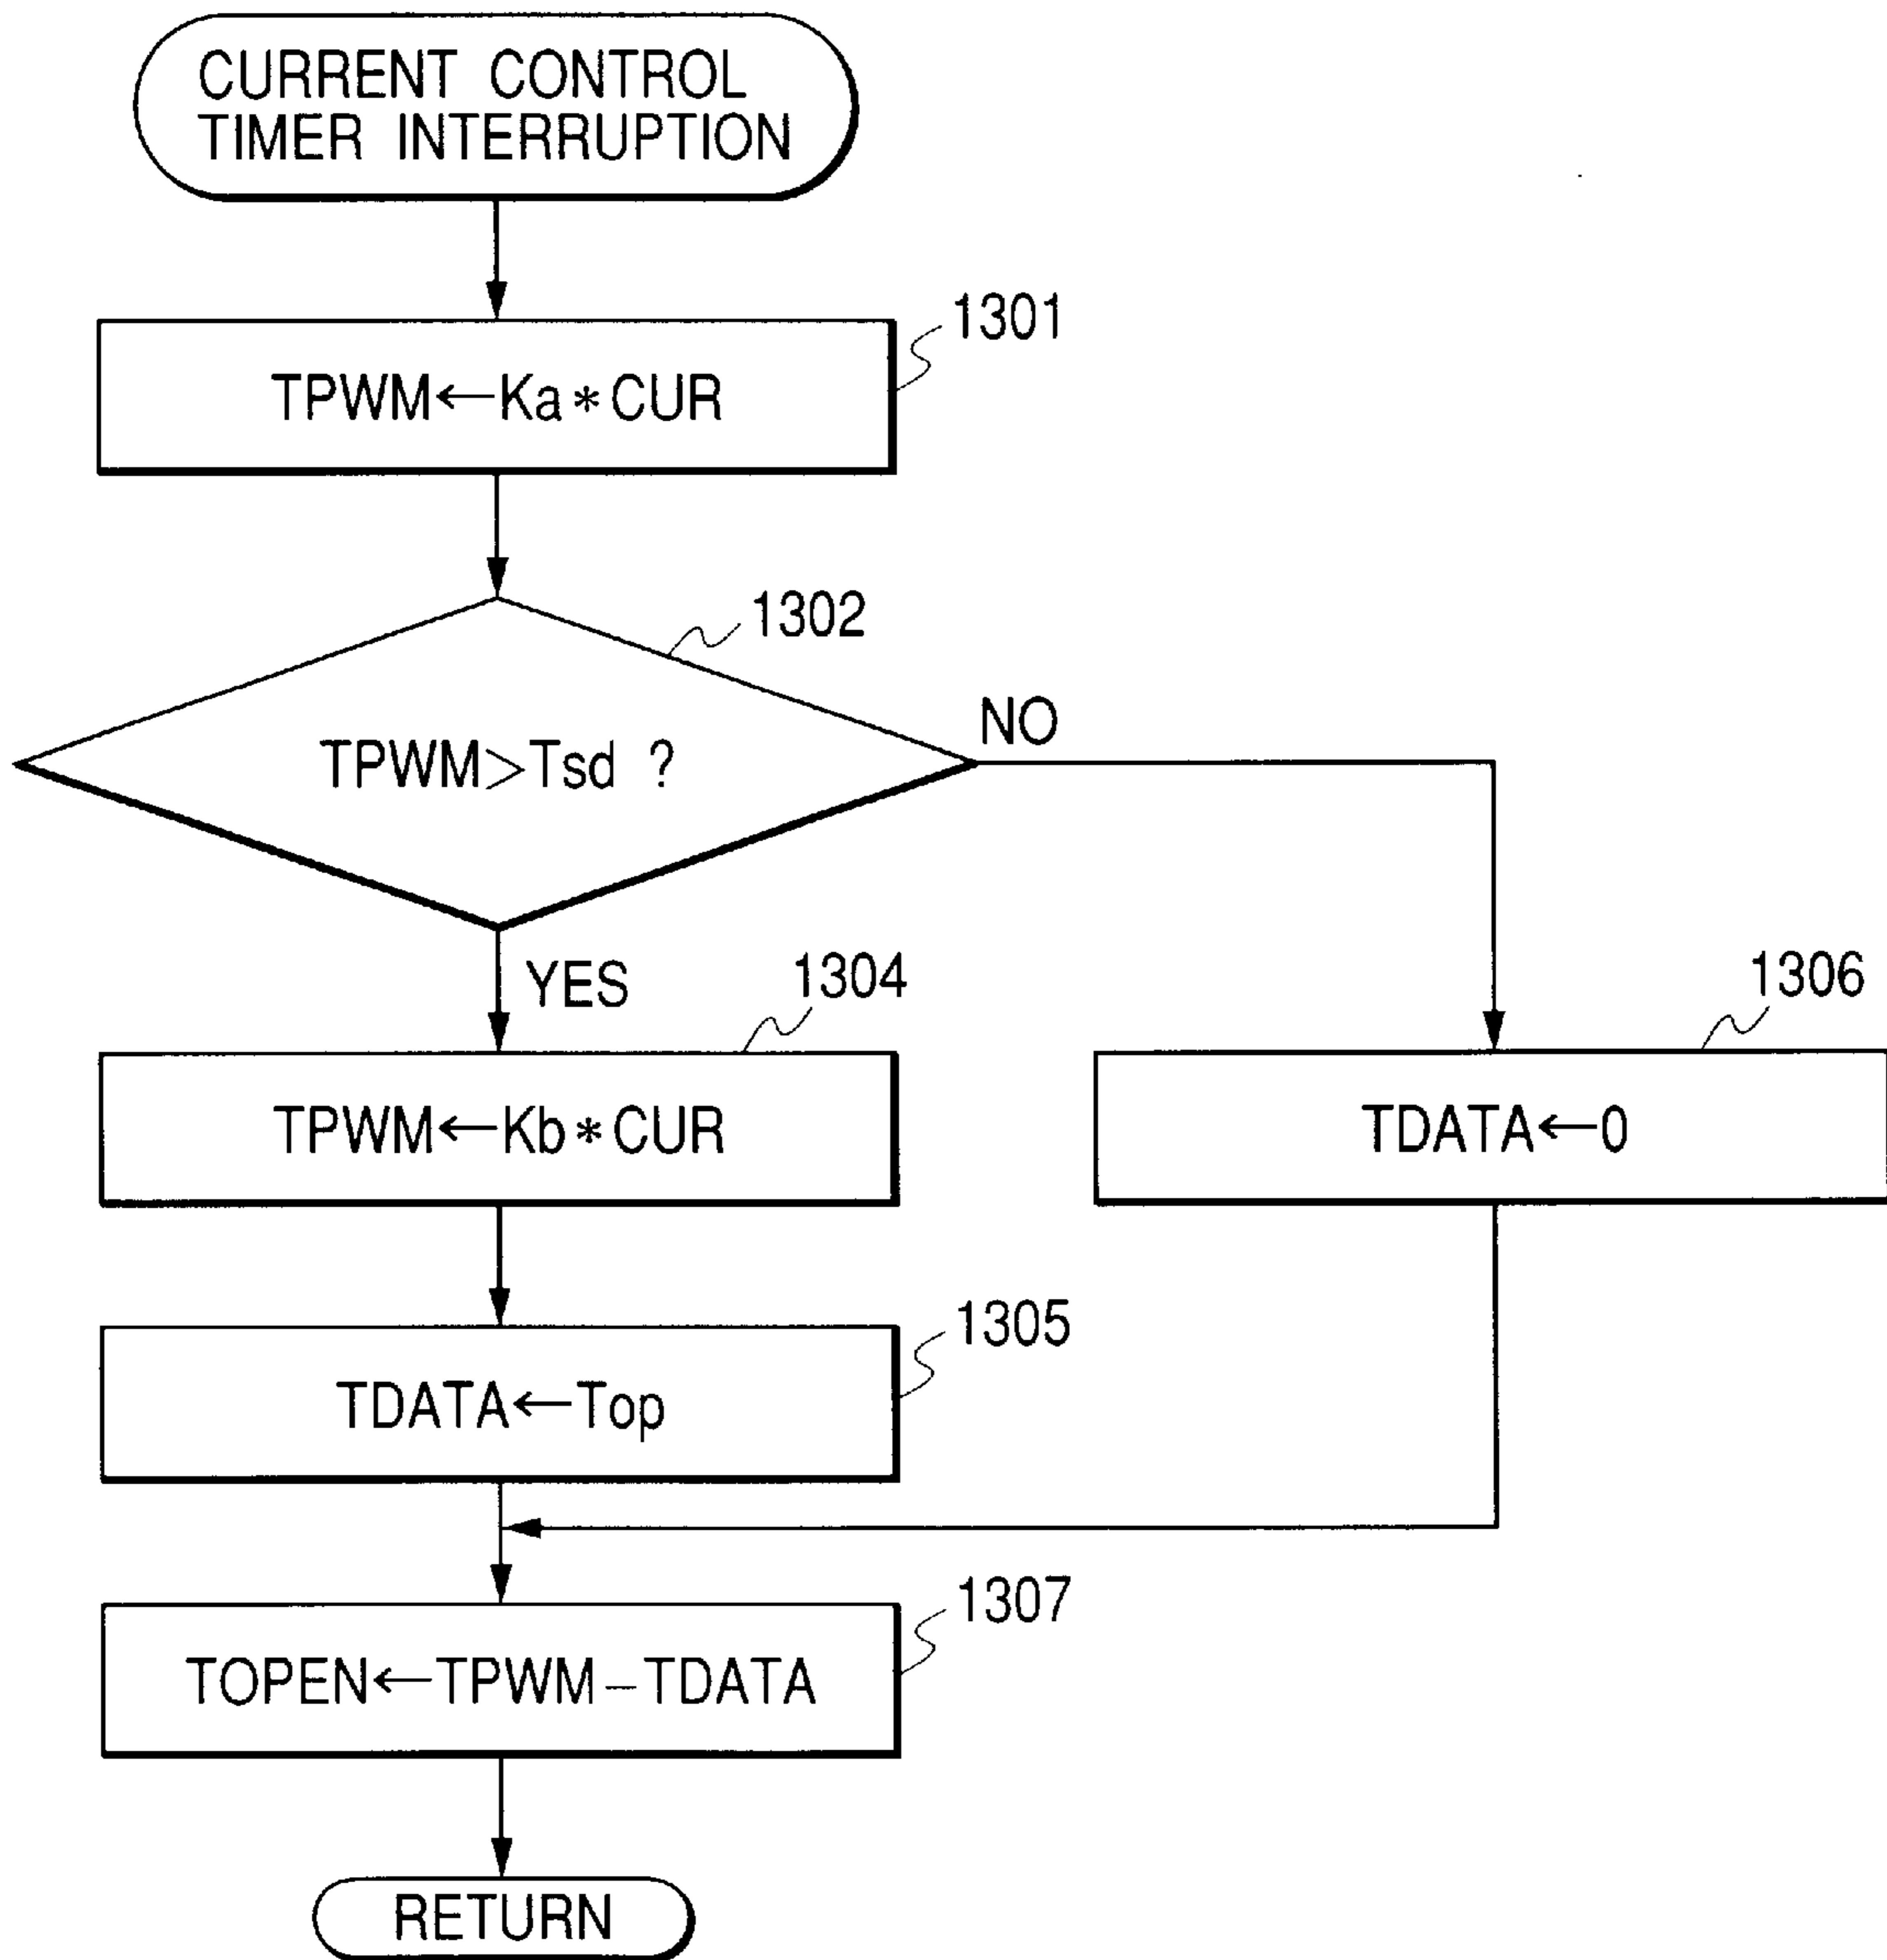 CURRENT CONTROL
TIMER INTERRUPTION
1301
TPWM←Ka*CUR
1302
TPWM>Tsd ?
NO
YES
1304
TPWM←Kb*CUR
1306
TDATA←0
1305
TDATA←Top
1307
TOPEN←TPWM−TDATA
RETURN